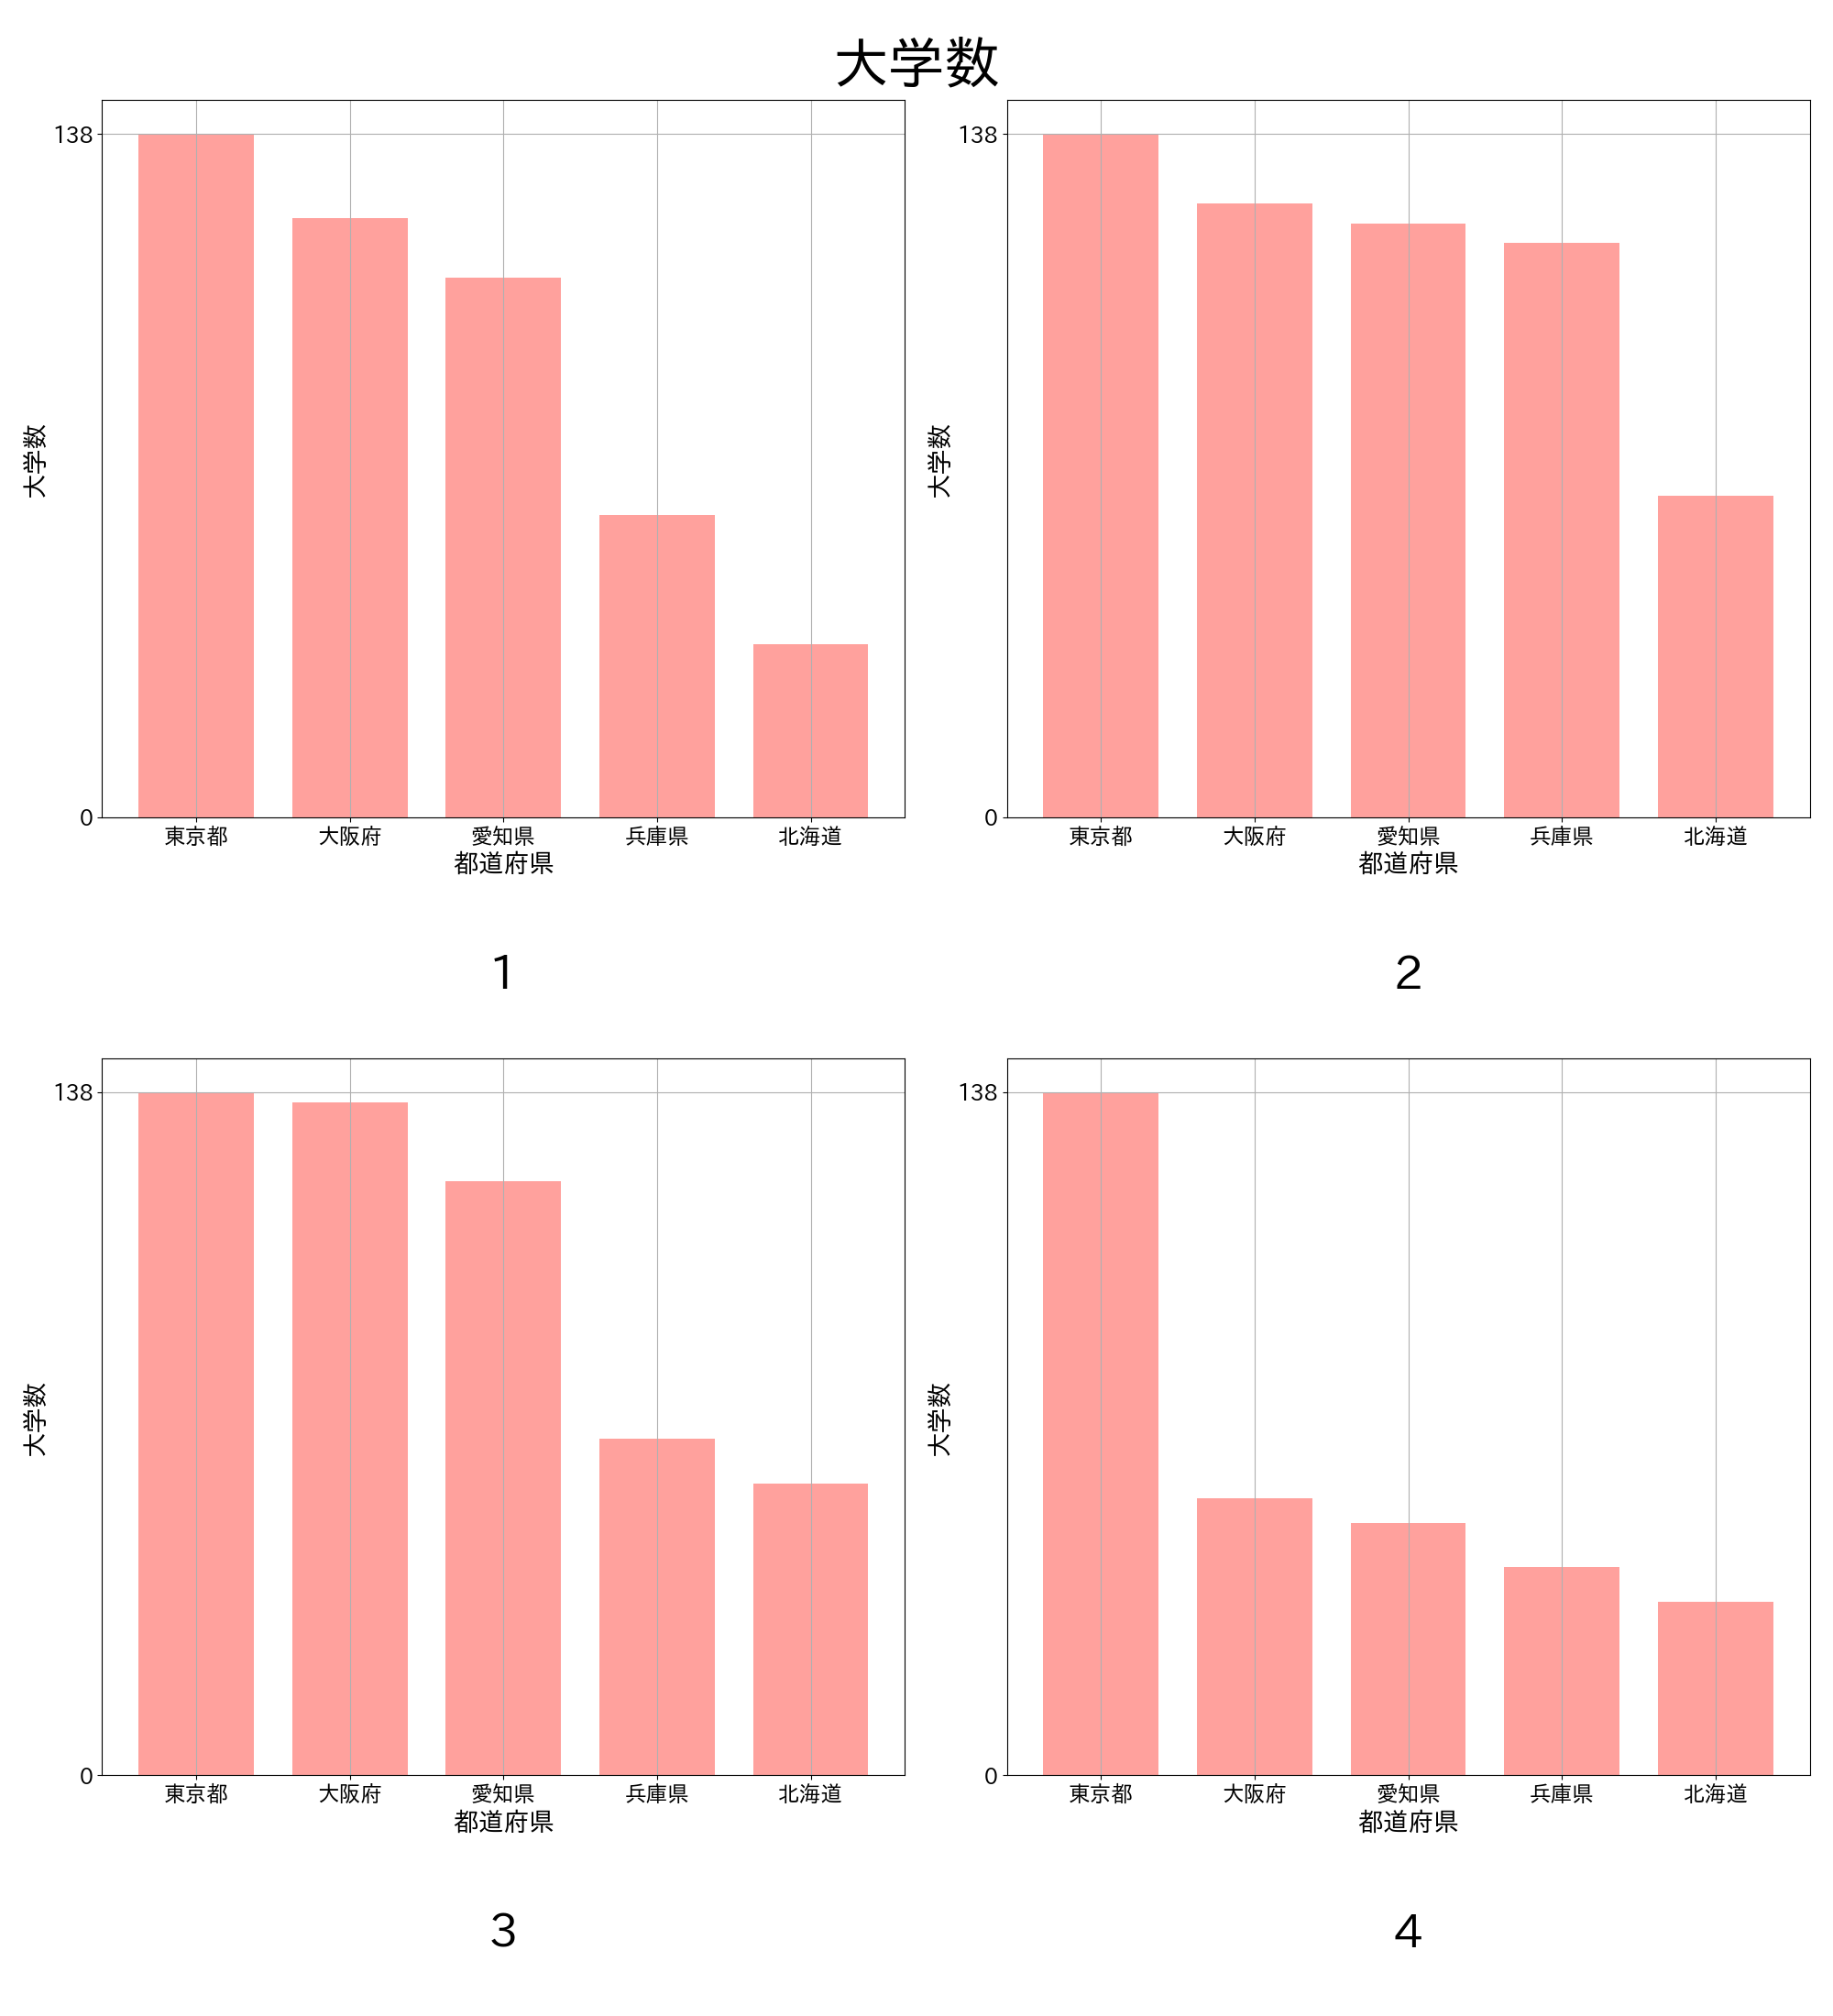 大学数
138
0
大学数
東京都 大阪府 愛知県 兵庫県 北海道
都道府県
1
138
0
大学数
東京都 大阪府 愛知県 兵庫県 北海道
都道府県
2
138
0
大学数
東京都 大阪府 愛知県 兵庫県 北海道
都道府県
3
138
0
大学数
東京都 大阪府 愛知県 兵庫県 北海道
都道府県
4